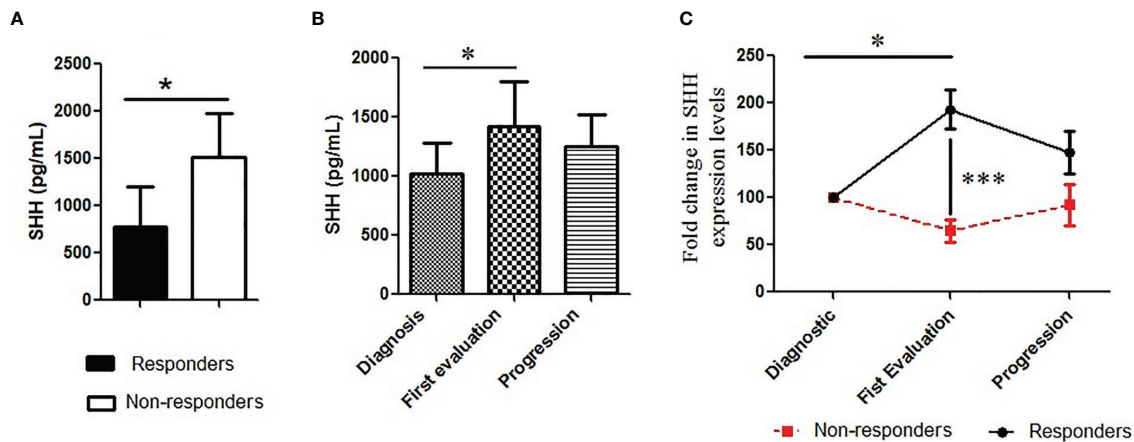 A
SHH (pg/mL)
2500
2000
1500
1000
500
0
*
Responders
Non-responders
B
SHH (pg/mL)
2000
1500
1000
500
0
*
Diagnosis
First evaluation
Progression
C
Fold change in SHH
expression levels
250
200
150
100
50
0
*
***
Diagnostic
Fist Evaluation
Progression
Non-responders
Responders